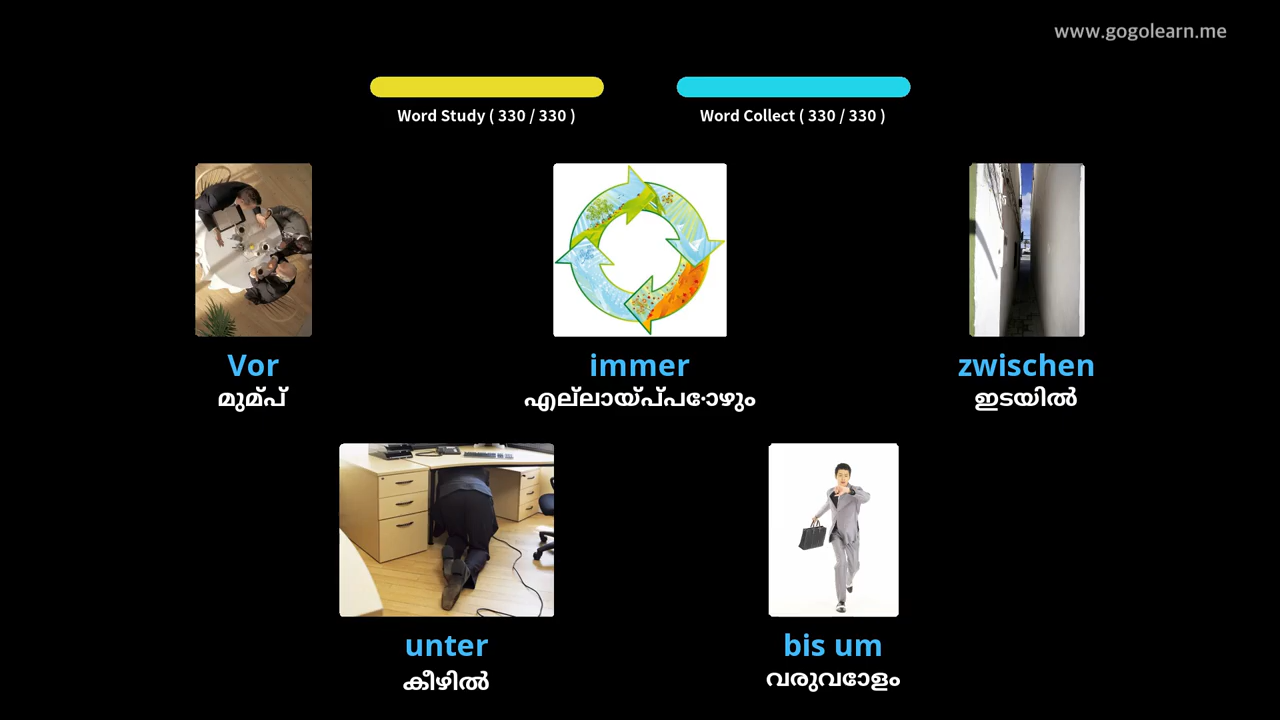 www.gogolearn.me
Word Study ( 330 / 330 )
Word Collect ( 330 / 330 )
Vor
മുമ്പ്
immer
എല്ലായ്പ്പോഴും
zwischen
ഇടയിൽ
unter
കീഴിൽ
bis um
വരുവോളം